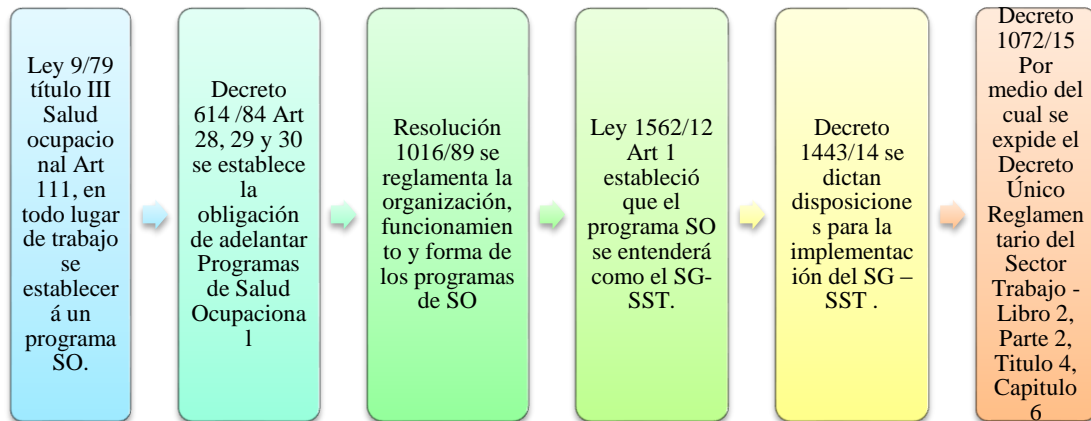 Ley 9/79
título III
Salud
ocupacio
nal Art
111, en
todo lugar
de trabajo
se
establecer
á un
programa
SO.
Decreto
614 /84 Art
28, 29 y 30
se establece
la
obligación
de adelantar
Programas
de Salud
Ocupaciona
l
Resolución
1016/89 se
reglamenta la
organización,
funcionamien
to y forma de
los programas
de SO
Ley 1562/12
Art 1
estableció
que el
programa SO
se entenderá
como el SG-
SST.
Decreto
1443/14 se
dictan
disposicione
s para la
implementac
ión del SG –
SST .
Decreto
1072/15
Por
medio del
cual se
expide el
Decreto
Único
Reglamen
tario del
Sector
Trabajo -
Libro 2,
Parte 2,
Titulo 4,
Capitulo
6